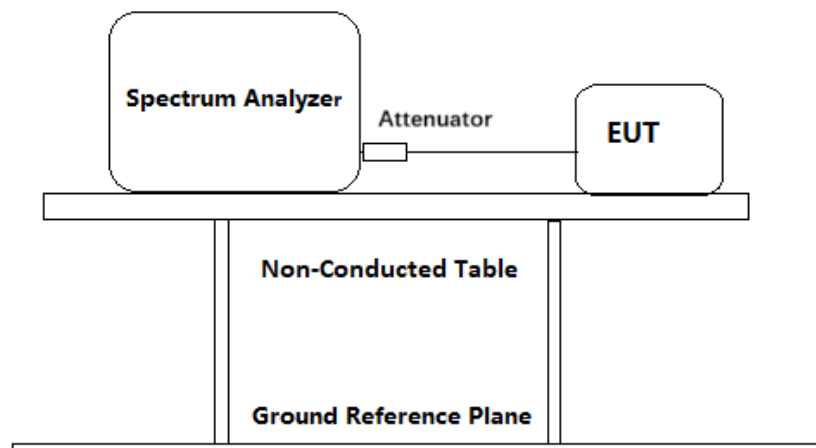 Spectrum Analyzer
Attenuator
EUT
Non-Conducted Table
Ground Reference Plane